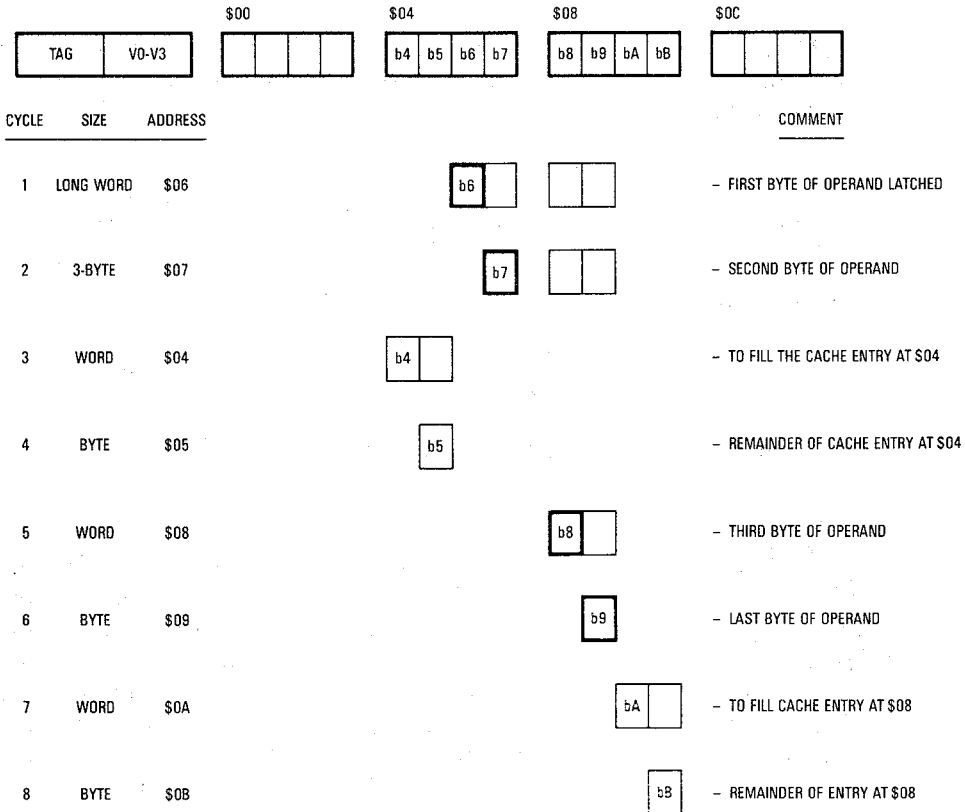 $00 $04 $08 $0C
TAG V0-V3 b4 b5 b6 b7 b8 b9 bA bB
CYCLE SIZE ADDRESS COMMENT
1 LONG WORD $06 b6 – FIRST BYTE OF OPERAND LATCHED
2 3-BYTE $07 b7 – SECOND BYTE OF OPERAND
3 WORD $04 b4 – TO FILL THE CACHE ENTRY AT $04
4 BYTE $05 b5 – REMAINDER OF CACHE ENTRY AT $04
5 WORD $08 b8 – THIRD BYTE OF OPERAND
6 BYTE $09 b9 – LAST BYTE OF OPERAND
7 WORD $0A bA – TO FILL CACHE ENTRY AT $08
8 BYTE $0B bB – REMAINDER OF ENTRY AT $08